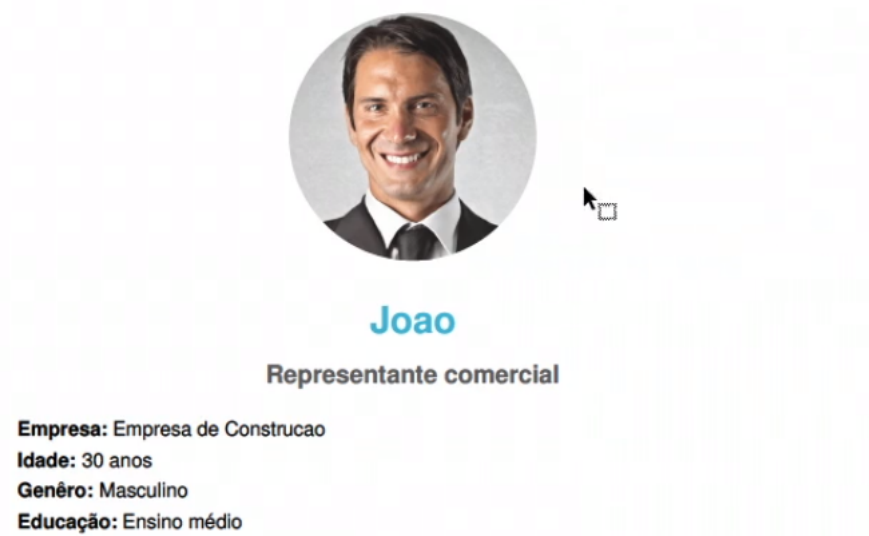 Joao
Representante comercial
Empresa: Empresa de Construcao
Idade: 30 anos
Genêro: Masculino
Educação: Ensino médio